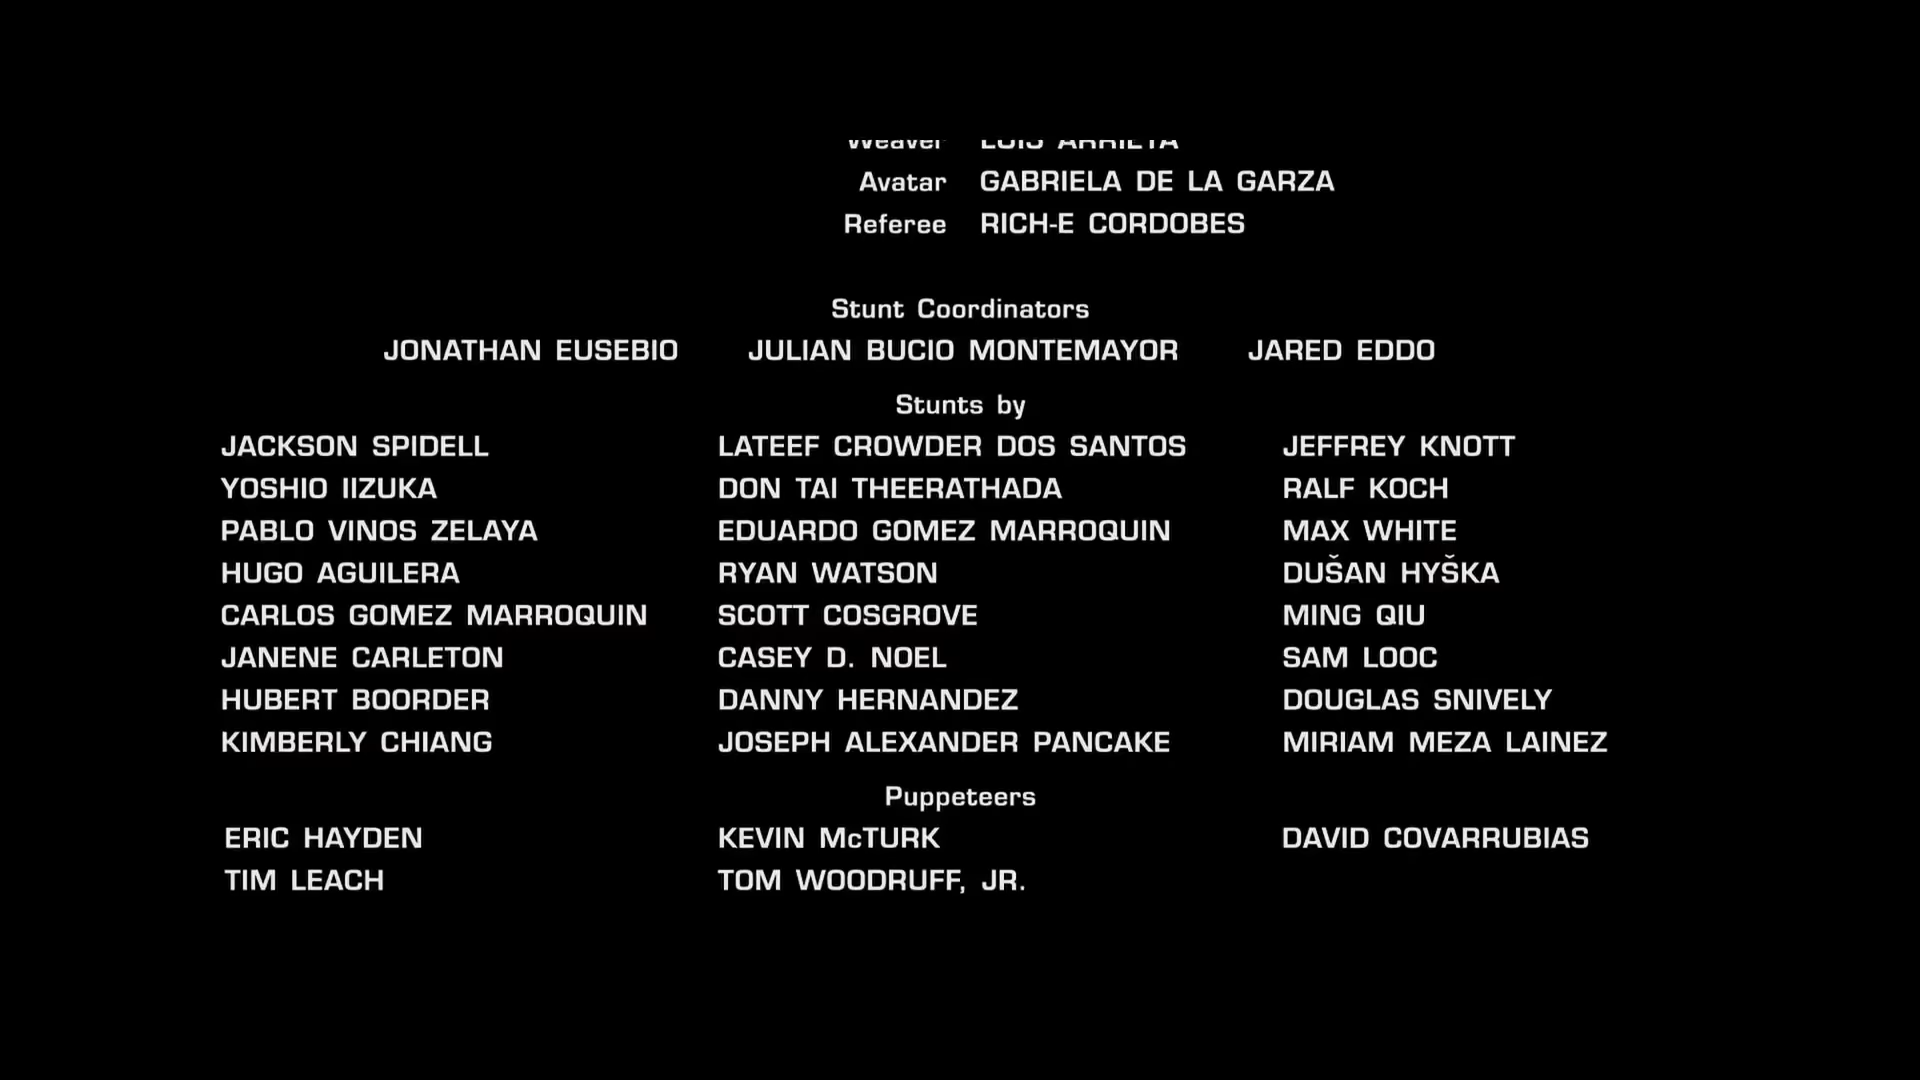 Weaver LUIS ARRIETA
Avatar GABRIELA DE LA GARZA
Referee RICH-E CORDOBES
Stunt Coordinators
JONATHAN EUSEBIO JULIAN BUCIO MONTEMAYOR JARED EDDO
Stunts by
JACKSON SPIDELL LATEEF CROWDER DOS SANTOS JEFFREY KNOTT
YOSHIO IIZUKA DON TAI THEERATHADA RALF KOCH
PABLO VINOS ZELAYA EDUARDO GOMEZ MARROQUIN MAX WHITE
HUGO AGUILERA RYAN WATSON DUŠAN HYŠKA
CARLOS GOMEZ MARROQUIN SCOTT COSGROVE MING QIU
JANENE CARLETON CASEY D. NOEL SAM LOOC
HUBERT BOORDER DANNY HERNANDEZ DOUGLAS SNIVELY
KIMBERLY CHIANG JOSEPH ALEXANDER PANCAKE MIRIAM MEZA LAINEZ
Puppeteers
ERIC HAYDEN KEVIN McTURK DAVID COVARRUBIAS
TIM LEACH TOM WOODRUFF, JR.